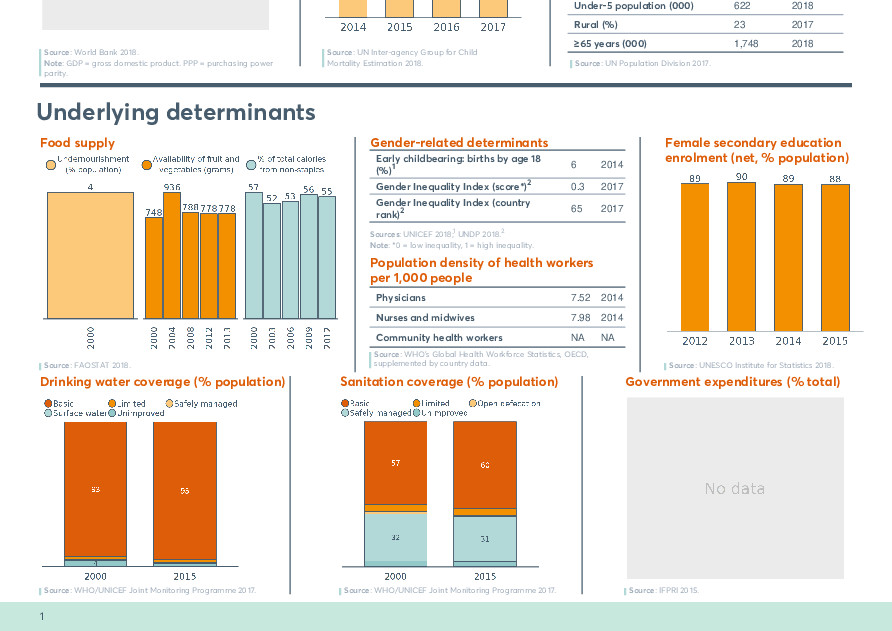 2014 2015 2016 2017
Under-5 population (000) 622 2018
Rural (%) 23 2017
≥65 years (000) 1,748 2018
Source: World Bank 2018.
Note: GDP = gross domestic product. PPP = purchasing power
parity.
Source: UN Inter-agency Group for Child
Mortality Estimation 2018.
Source: UN Population Division 2017.
Underlying determinants
Food supply
Undernourishment
(% population)
Availability of fruit and
vegetables (grams)
% of total calories
from non-staples
4
748 936 788 778 778
57 52 53 56 55
2000
2000 2004 2008 2012
2000 2006 2009
Source: FAOSTAT 2018.
Gender-related determinants
Early childbearing: births by age 18
(%)1 6 2014
Gender Inequality Index (score*)2 0.3 2017
Gender Inequality Index (country
rank)2 65 2017
Sources: UNICEF 2018,1 UNDP 2018.2
Note: *0 = low inequality, 1 = high inequality.
Population density of health workers
per 1,000 people
Physicians 7.52 2014
Nurses and midwives 7.98 2014
Community health workers NA NA
Source: WHO's Global Health Workforce Statistics, OECD,
supplemented by country data.
Female secondary education
enrolment (net, % population)
89 90 89 88
2012 2013 2014 2015
Source: UNESCO Institute for Statistics 2018.
Drinking water coverage (% population)
Basic Limited Safely managed
Surface water Unimproved
93
2000 2015
Source: WHO/UNICEF Joint Monitoring Programme 2017.
Sanitation coverage (% population)
Basic Limited Open defecation
Safely managed Unimproved
57 60
32 31
2000 2015
Source: WHO/UNICEF Joint Monitoring Programme 2017.
Government expenditures (% total)
No data
Source: IFPRI 2015.
1